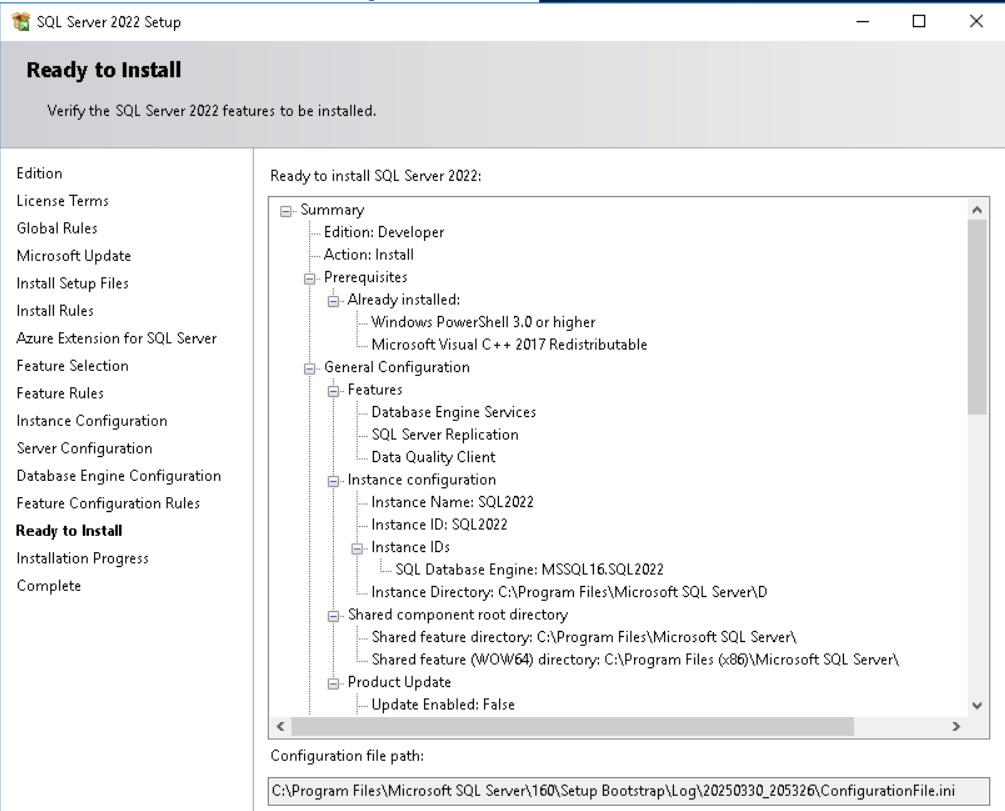 SQL Server 2022 Setup
Ready to Install
Verify the SQL Server 2022 features to be installed.
Edition
License Terms
Global Rules
Microsoft Update
Install Setup Files
Install Rules
Azure Extension for SQL Server
Feature Selection
Feature Rules
Instance Configuration
Server Configuration
Database Engine Configuration
Feature Configuration Rules
Ready to Install
Installation Progress
Complete
Ready to install SQL Server 2022:
Summary
Edition: Developer
Action: Install
Prerequisites
Already installed:
Windows PowerShell 3.0 or higher
Microsoft Visual C++ 2017 Redistributable
General Configuration
Features
Database Engine Services
SQL Server Replication
Data Quality Client
Instance configuration
Instance Name: SQL2022
Instance ID: SQL2022
Instance IDs
SQL Database Engine: MSSQL16.SQL2022
Instance Directory: C:\Program Files\Microsoft SQL Server\D
Shared component root directory
Shared feature directory: C:\Program Files\Microsoft SQL Server\
Shared feature (WOW64) directory: C:\Program Files (x86)\Microsoft SQL Server\
Product Update
Update Enabled: False
Configuration file path:
C:\Program Files\Microsoft SQL Server\160\Setup Bootstrap\Log\20250330_205326\ConfigurationFile.ini